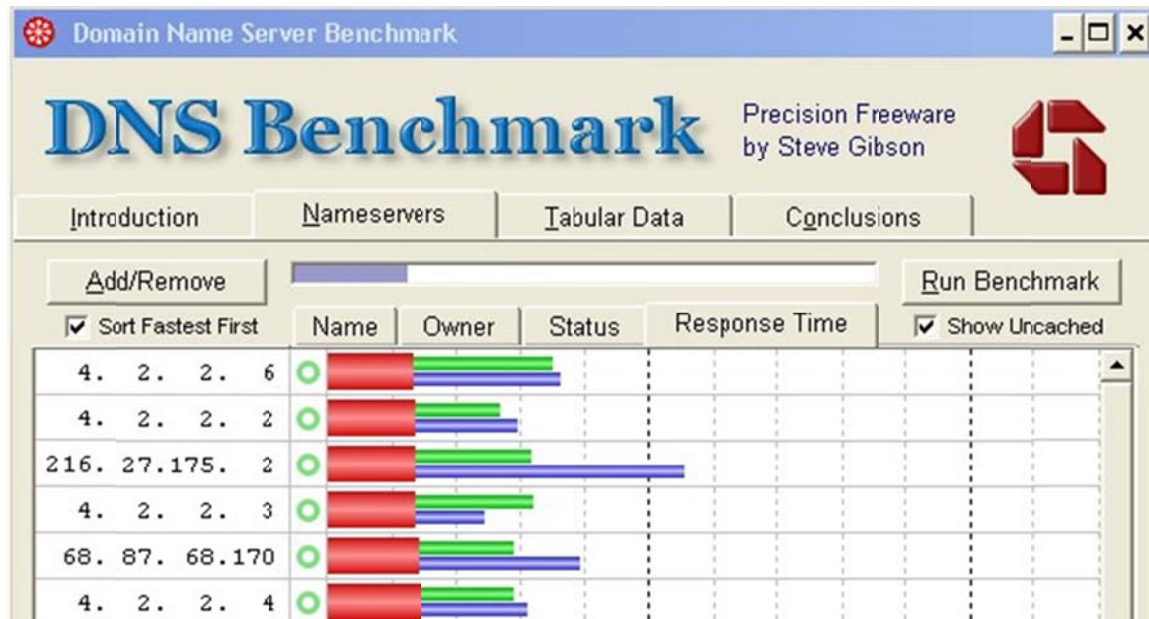 Domain Name Server Benchmark
DNS Benchmark
Precision Freeware
by Steve Gibson
Introduction
Nameservers
Tabular Data
Conclusions
Add/Remove
Run Benchmark
Sort Fastest First
Name
Owner
Status
Response Time
Show Uncached
4. 2. 2. 6
4. 2. 2. 2
216. 27.175. 2
4. 2. 2. 3
68. 87. 68.170
4. 2. 2. 4